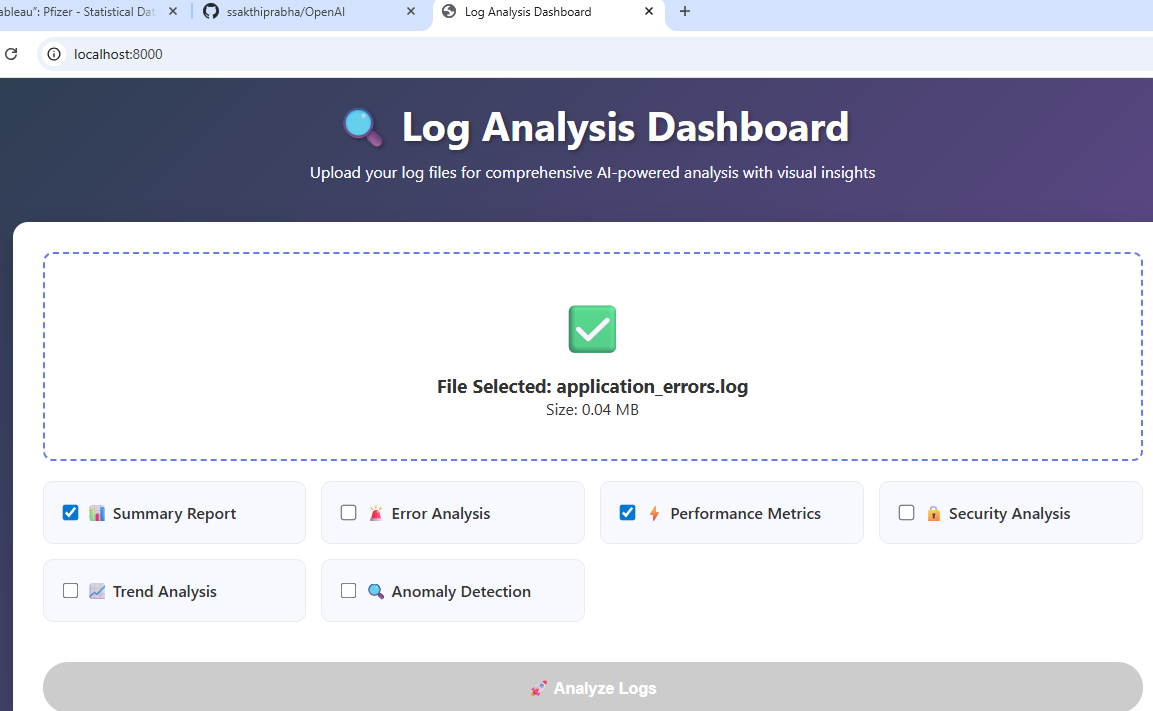 ableau": Pfizer - Statistical Dat
ssakthiprabha/OpenAI
Log Analysis Dashboard
localhost:8000
Log Analysis Dashboard
Upload your log files for comprehensive AI-powered analysis with visual insights
File Selected: application_errors.log
Size: 0.04 MB
Summary Report
Error Analysis
Performance Metrics
Security Analysis
Trend Analysis
Anomaly Detection
Analyze Logs